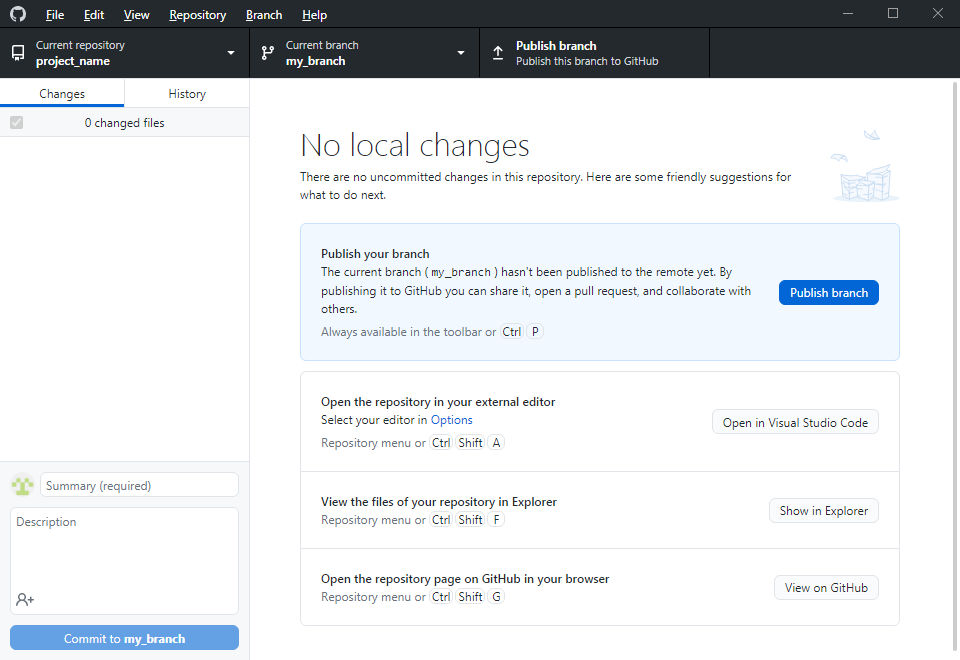 File Edit View Repository Branch Help
Current repository
project_name
Current branch
my_branch
Publish branch
Publish this branch to GitHub
Changes
History
0 changed files
No local changes
There are no uncommitted changes in this repository. Here are some friendly suggestions for
what to do next.
Publish your branch
The current branch ( my_branch ) hasn't been published to the remote yet. By
publishing it to GitHub you can share it, open a pull request, and collaborate with
others.
Always available in the toolbar or Ctrl P
Publish branch
Open the repository in your external editor
Select your editor in Options
Repository menu or Ctrl Shift A
Open in Visual Studio Code
View the files of your repository in Explorer
Repository menu or Ctrl Shift F
Show in Explorer
Open the repository page on GitHub in your browser
Repository menu or Ctrl Shift G
View on GitHub
Summary (required)
Description
Commit to my_branch